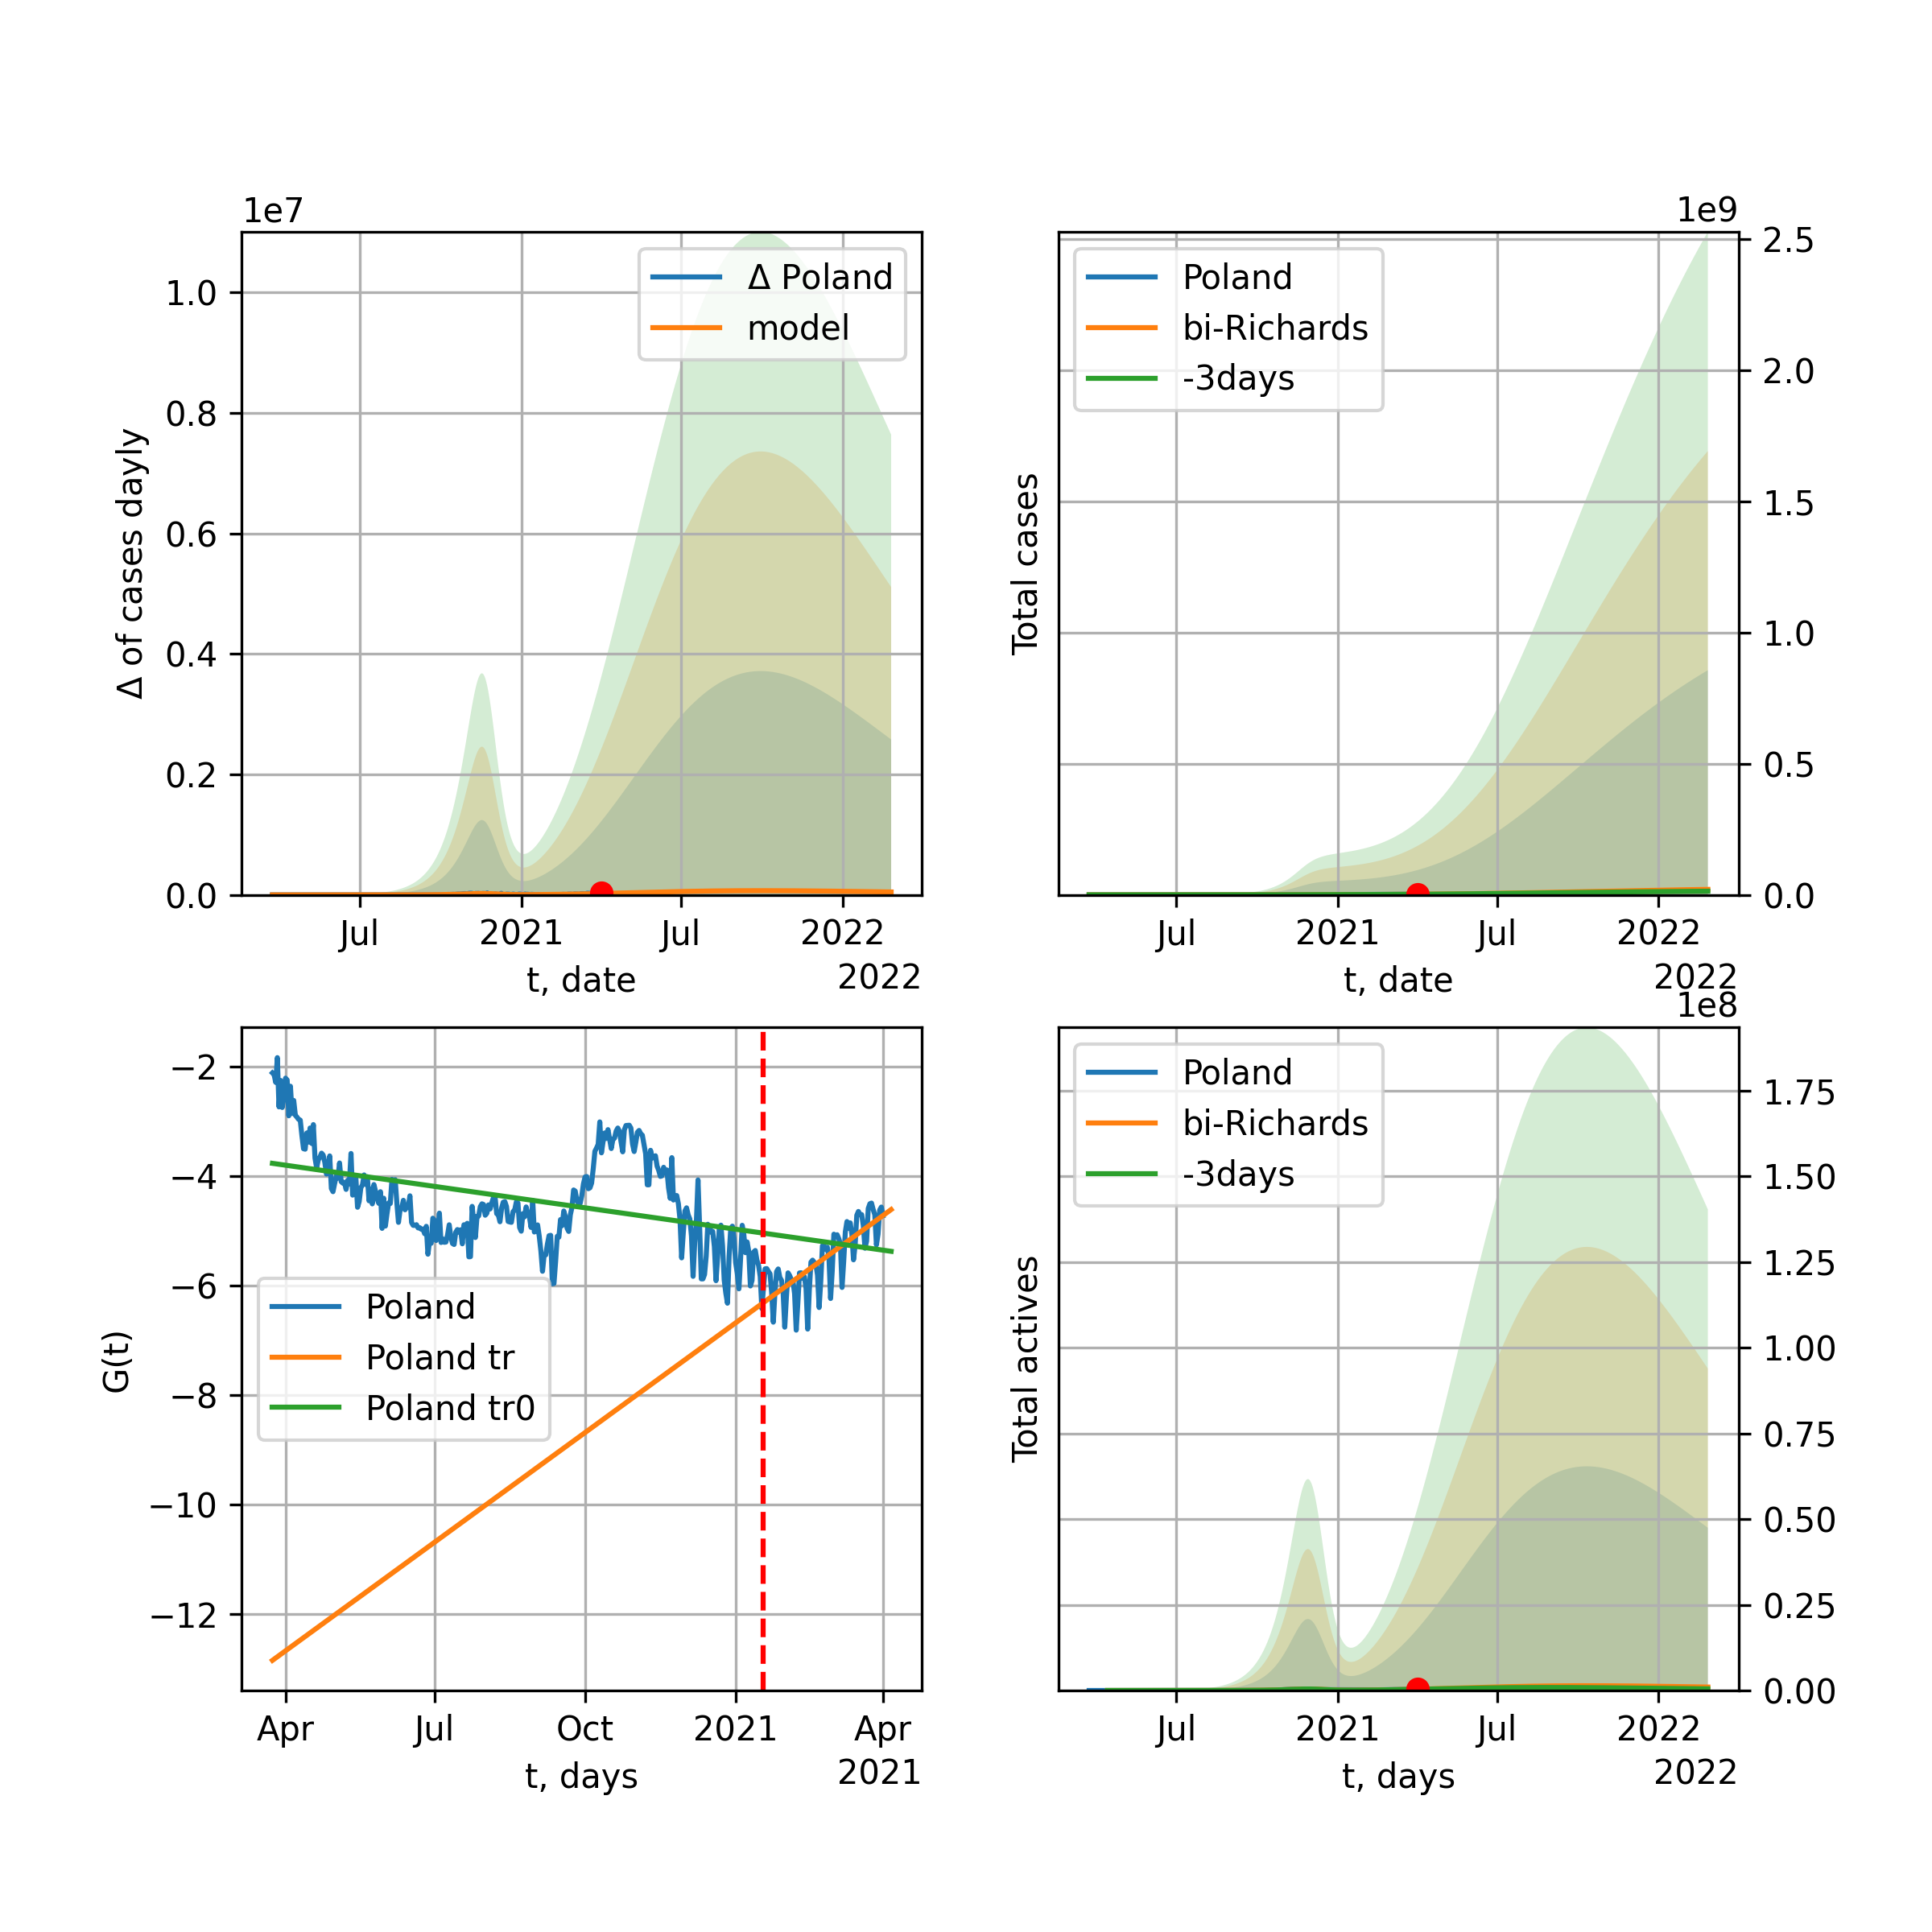 1e7
Δ of cases dayly
1.0
0.8
0.6
0.4
0.2
0.0
Δ Poland
model
Jul
2021
Jul
2022
t, date
2022
1e9
Total cases
Poland
bi-Richards
-3days
2.5
2.0
1.5
1.0
0.5
0.0
Jul
2021
Jul
2022
t, date
2022
G(t)
−2
−4
−6
−8
−10
−12
Poland
Poland tr
Poland tr0
Apr
Jul
Oct
2021
Apr
t, days
2021
1e8
Total actives
Poland
bi-Richards
-3days
1.75
1.50
1.25
1.00
0.75
0.50
0.25
0.00
Jul
2021
Jul
2022
t, days
2022